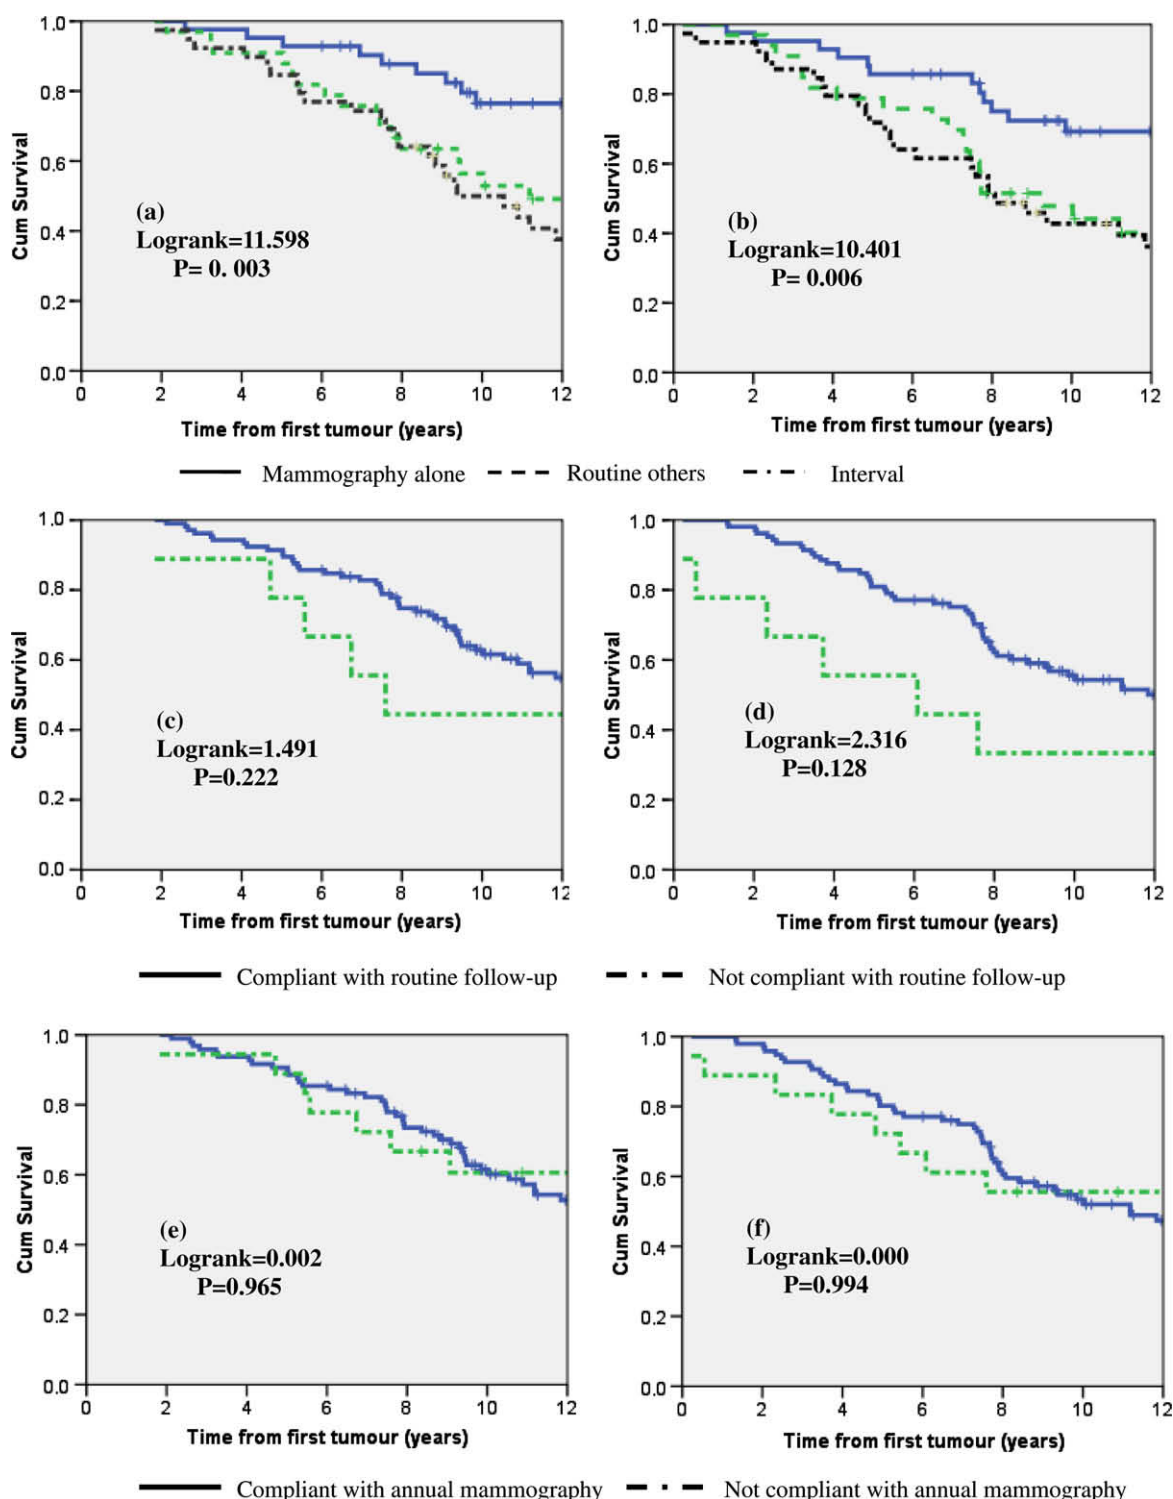 1.0
0.8
0.6
0.4
0.2
0.0
Cum Survival
(a)
Logrank=11.598
P= 0. 003
0 2 4 6 8 10 12
Time from first tumour (years)
1.0
0.8
0.6
0.4
0.2
0.0
Cum Survival
(b)
Logrank=10.401
P= 0.006
0 2 4 6 8 10 12
Time from first tumour (years)
Mammography alone Routine others Interval
1.0
0.8
0.6
0.4
0.2
0.0
Cum Survival
(c)
Logrank=1.491
P=0.222
0 2 4 6 8 10 12
Time from first tumour (years)
1.0
0.8
0.6
0.4
0.2
0.0
Cum Survival
(d)
Logrank=2.316
P=0.128
0 2 4 6 8 10 12
Time from first tumour (years)
Compliant with routine follow-up Not compliant with routine follow-up
1.0
0.8
0.6
0.4
0.2
0.0
Cum Survival
(e)
Logrank=0.002
P=0.965
0 2 4 6 8 10 12
Time from first tumour (years)
1.0
0.8
0.6
0.4
0.2
0.0
Cum Survival
(f)
Logrank=0.000
P=0.994
0 2 4 6 8 10 12
Time from first tumour (years)
Compliant with annual mammography Not compliant with annual mammography